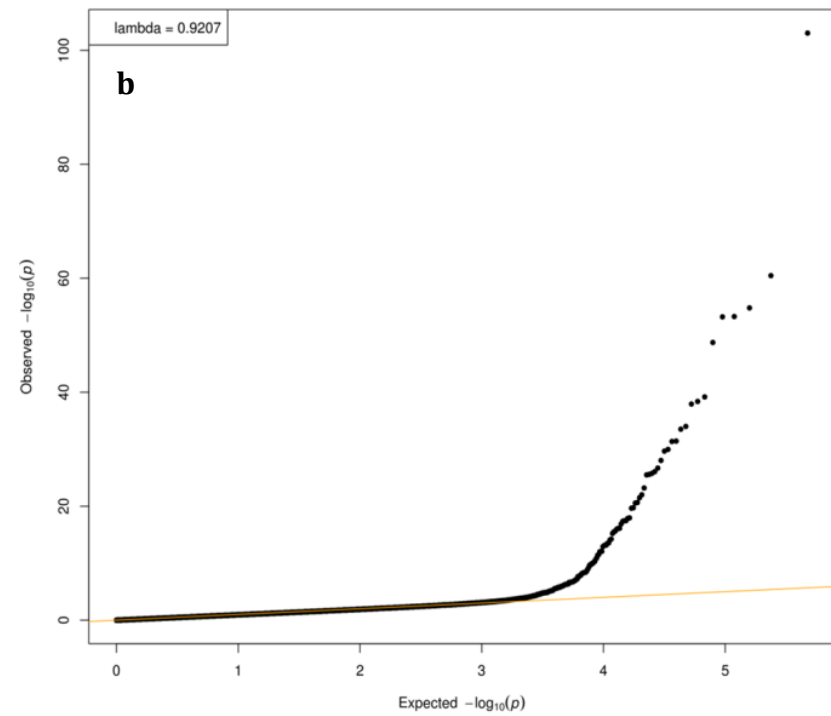 lambda = 0.9207
b
100
80
60
40
20
0
Observed −log₁₀(p)
0 1 2 3 4 5
Expected −log₁₀(p)